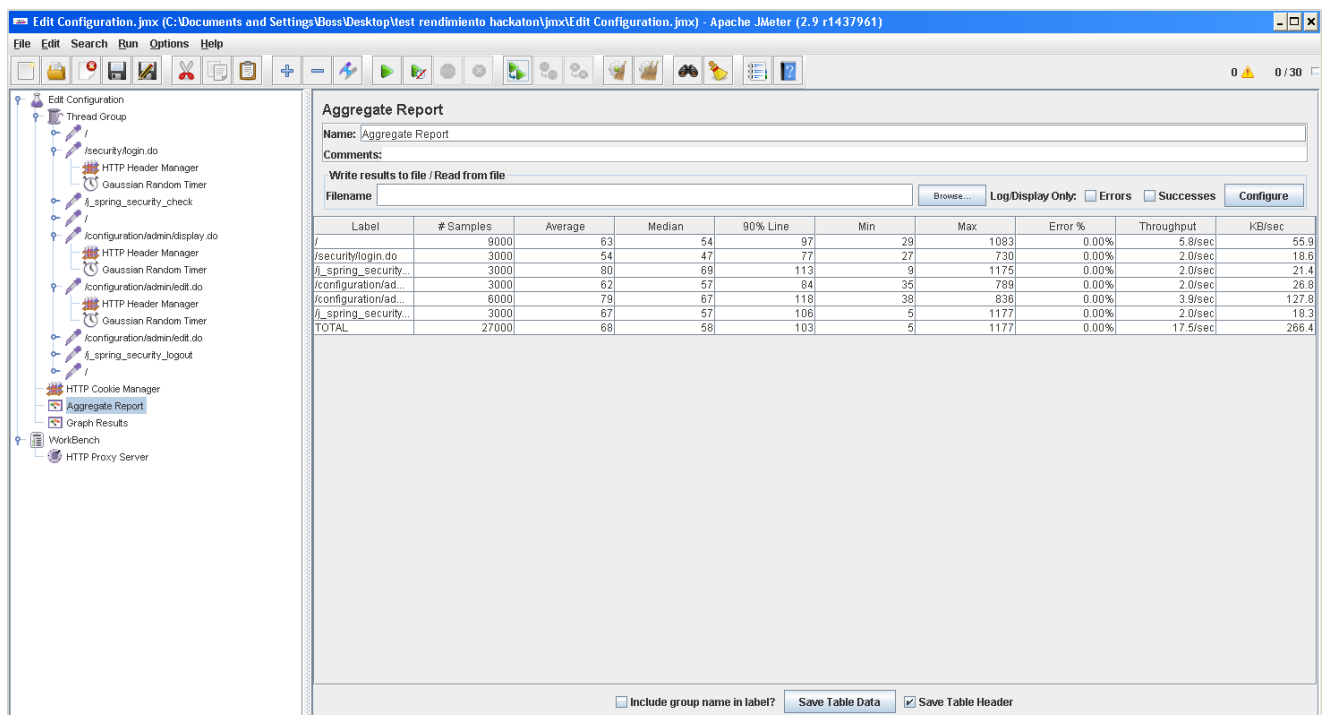 Edit Configuration.jmx (C:\Documents and Settings\Boss\Desktop\test rendimiento hackaton\jmx\Edit Configuration.jmx) - Apache JMeter (2.9 r1437961)
File Edit Search Run Options Help
0 0 / 30
Edit Configuration
Thread Group
/
/security/login.do
HTTP Header Manager
Gaussian Random Timer
/j_spring_security_check
/
/configuration/admin/display.do
HTTP Header Manager
Gaussian Random Timer
/configuration/admin/edit.do
HTTP Header Manager
Gaussian Random Timer
/configuration/admin/edit.do
/j_spring_security_logout
/
HTTP Cookie Manager
Aggregate Report
Graph Results
WorkBench
HTTP Proxy Server
Aggregate Report
Name: Aggregate Report
Comments:
Write results to file / Read from file
Filename Browse... Log/Display Only: Errors Successes Configure
Label # Samples Average Median 90% Line Min Max Error % Throughput KB/sec
/ 9000 63 54 97 29 1083 0.00% 5.8/sec 55.9
/security/login.do 3000 54 47 77 27 730 0.00% 2.0/sec 18.6
/j_spring_security... 3000 80 69 113 9 1175 0.00% 2.0/sec 21.4
/configuration/ad... 3000 62 57 84 35 789 0.00% 2.0/sec 26.8
/configuration/ad... 6000 79 67 118 38 836 0.00% 3.9/sec 127.8
/j_spring_security... 3000 67 57 106 5 1177 0.00% 2.0/sec 18.3
TOTAL 27000 68 58 103 5 1177 0.00% 17.5/sec 266.4
Include group name in label? Save Table Data Save Table Header